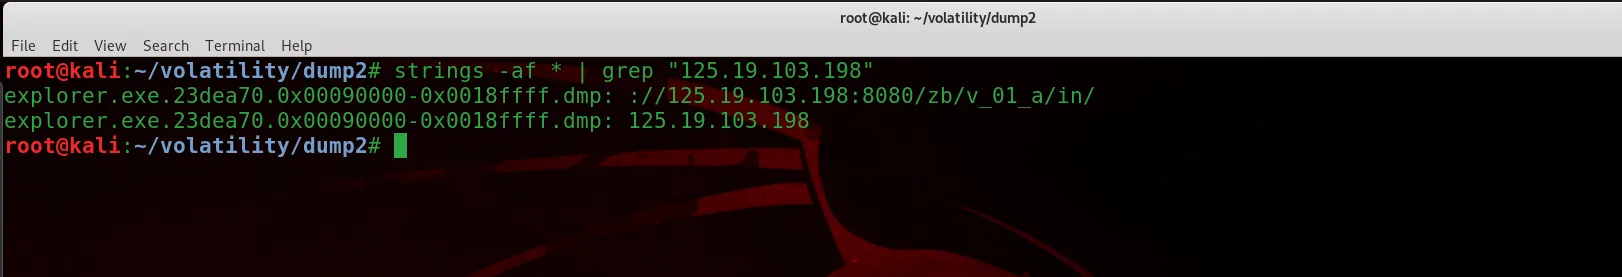 root@kali: ~/volatility/dump2
File Edit View Search Terminal Help
root@kali:~/volatility/dump2# strings -af * | grep "125.19.103.198"
explorer.exe.23dea70.0x00090000-0x0018ffff.dmp: ://125.19.103.198:8080/zb/v_01_a/in/
explorer.exe.23dea70.0x00090000-0x0018ffff.dmp: 125.19.103.198
root@kali:~/volatility/dump2#